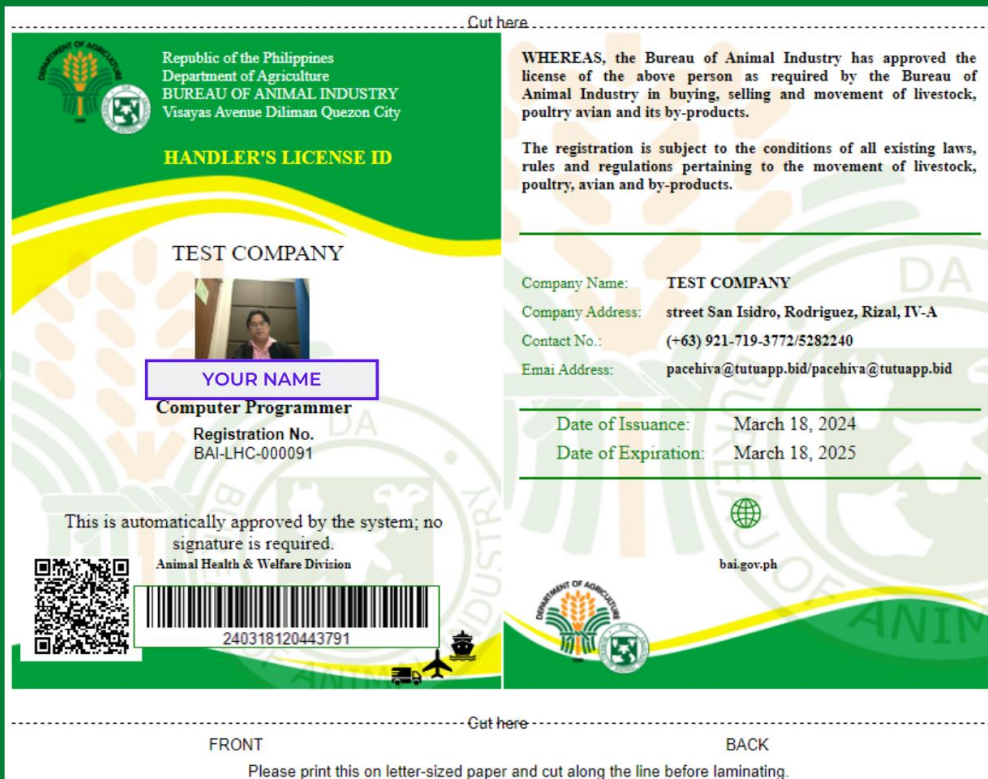 Cut here
DEPARTMENT OF AGRICULTURE
Republic of the Philippines
Department of Agriculture
BUREAU OF ANIMAL INDUSTRY
Visayas Avenue Diliman Quezon City
HANDLER'S LICENSE ID
TEST COMPANY
YOUR NAME
Computer Programmer
Registration No.
BAI-LHC-000091
This is automatically approved by the system; no
signature is required.
Animal Health & Welfare Division
240318120443791
WHEREAS, the Bureau of Animal Industry has approved the
license of the above person as required by the Bureau of
Animal Industry in buying, selling and movement of livestock,
poultry avian and its by-products.
The registration is subject to the conditions of all existing laws,
rules and regulations pertaining to the movement of livestock,
poultry, avian and by-products.
Company Name: TEST COMPANY
Company Address: street San Isidro, Rodriguez, Rizal, IV-A
Contact No.: (+63) 921-719-3772/5282240
Emai Address: pacehiva@tutuapp.bid/pacehiva@tutuapp.bid
Date of Issuance: March 18, 2024
Date of Expiration: March 18, 2025
bai.gov.ph
DEPARTMENT OF AGRICULTURE
Cut here
FRONT BACK
Please print this on letter-sized paper and cut along the line before laminating.